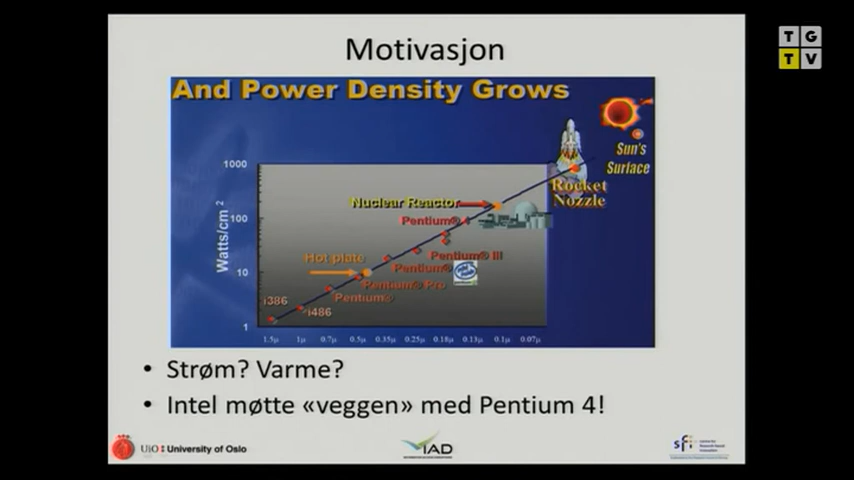 Motivasjon
TG
TV
And Power Density Grows
Sun's
Surface
Rocket
Nozzle
1000
100
10
1
Watts/cm²
Nuclear Reactor
Pentium® 4
Pentium® III
Hot plate
Pentium®
Pentium® Pro
Pentium®
i386
i486
1.5µ 1µ 0.7µ 0.5µ 0.35µ 0.25µ 0.18µ 0.13µ 0.1µ 0.07µ
• Strøm? Varme?
• Intel møtte «veggen» med Pentium 4!
UiO: University of Oslo
IAD
sfi